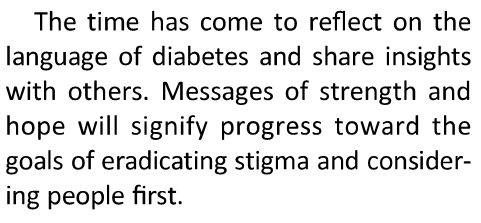 The time has come to reflect on the
language of diabetes and share insights
with others. Messages of strength and
hope will signify progress toward the
goals of eradicating stigma and consider-
ing people first.